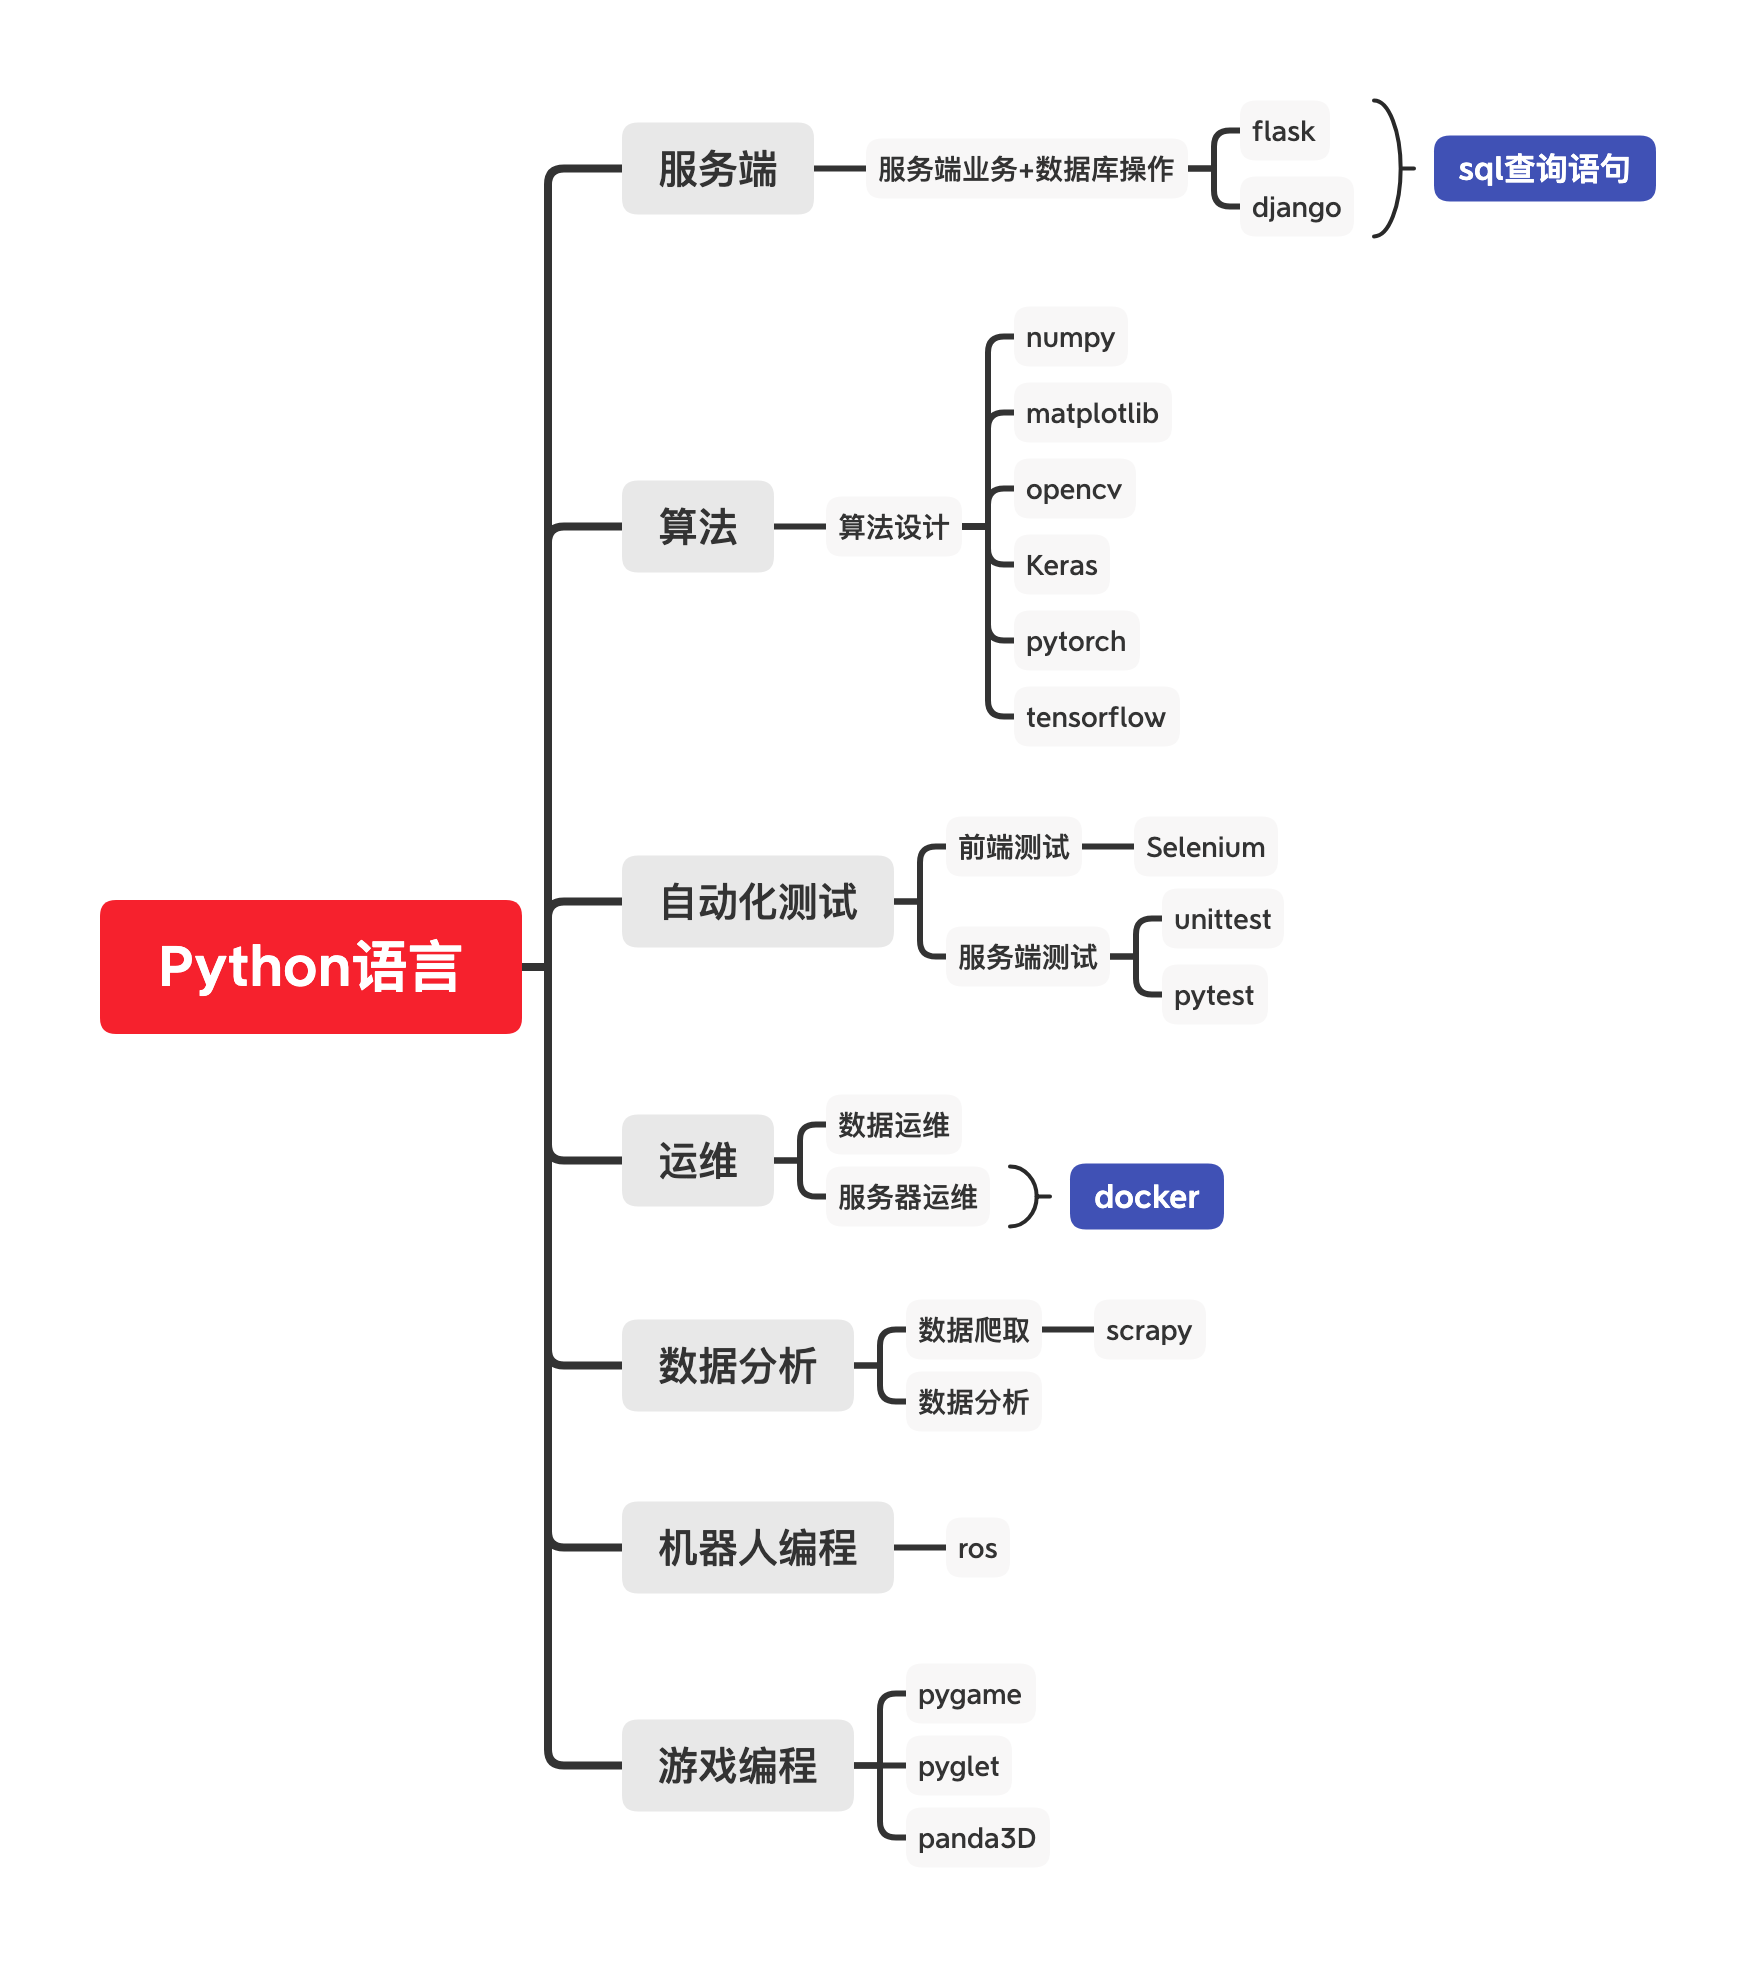 Python语言
服务端
服务端业务+数据库操作
flask
django
sql查询语句
算法
算法设计
numpy
matplotlib
opencv
Keras
pytorch
tensorflow
自动化测试
前端测试
Selenium
服务端测试
unittest
pytest
运维
数据运维
服务器运维
docker
数据分析
数据爬取
scrapy
数据分析
机器人编程
ros
游戏编程
pygame
pyglet
panda3D